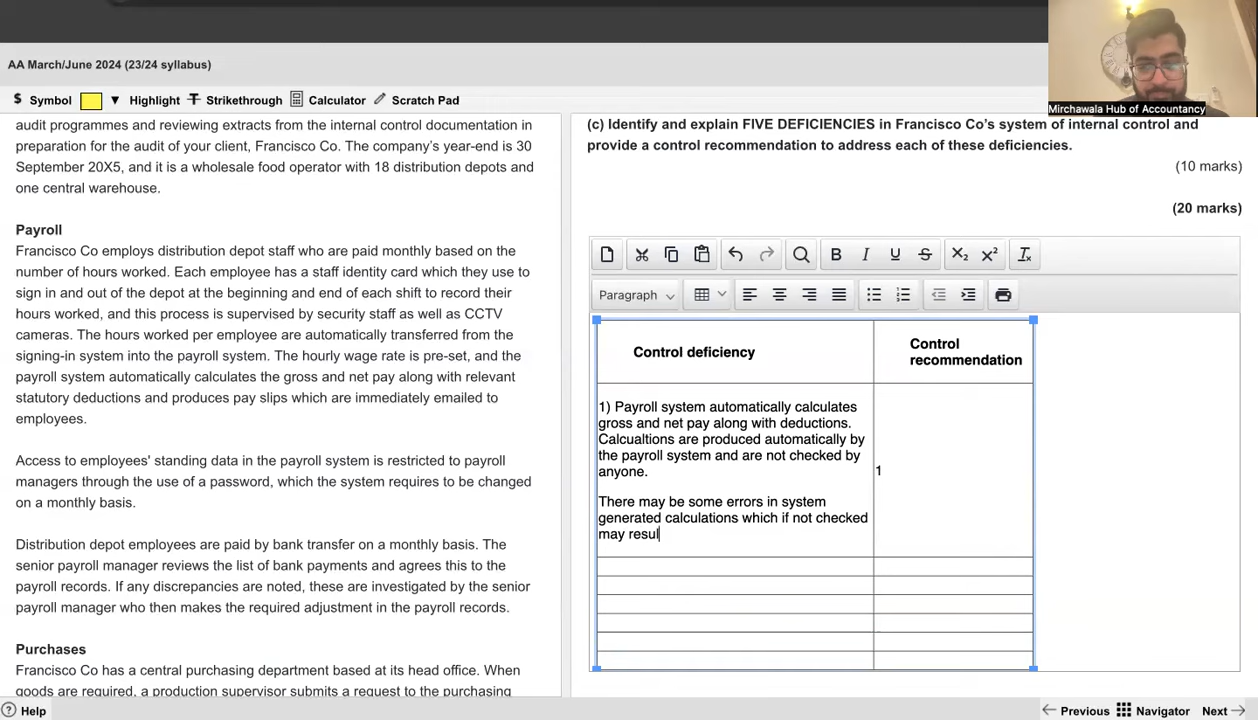 AA March/June 2024 (23/24 syllabus)
$ Symbol Highlight Strikethrough Calculator Scratch Pad
Mirchawala Hub of Accountancy
audit programmes and reviewing extracts from the internal control documentation in
preparation for the audit of your client, Francisco Co. The company's year-end is 30
September 20X5, and it is a wholesale food operator with 18 distribution depots and
one central warehouse.
Payroll
Francisco Co employs distribution depot staff who are paid monthly based on the
number of hours worked. Each employee has a staff identity card which they use to
sign in and out of the depot at the beginning and end of each shift to record their
hours worked, and this process is supervised by security staff as well as CCTV
cameras. The hours worked per employee are automatically transferred from the
signing-in system into the payroll system. The hourly wage rate is pre-set, and the
payroll system automatically calculates the gross and net pay along with relevant
statutory deductions and produces pay slips which are immediately emailed to
employees.
Access to employees' standing data in the payroll system is restricted to payroll
managers through the use of a password, which the system requires to be changed
on a monthly basis.
Distribution depot employees are paid by bank transfer on a monthly basis. The
senior payroll manager reviews the list of bank payments and agrees this to the
payroll records. If any discrepancies are noted, these are investigated by the senior
payroll manager who then makes the required adjustment in the payroll records.
Purchases
Francisco Co has a central purchasing department based at its head office. When
goods are required, a production supervisor submits a request to the purchasing
(c) Identify and explain FIVE DEFICIENCIES in Francisco Co's system of internal control and
provide a control recommendation to address each of these deficiencies.
(10 marks)
(20 marks)
B I U S X₂ X² Tx
Paragraph
Control deficiency
Control
recommendation
1) Payroll system automatically calculates
gross and net pay along with deductions.
Calcualtions are produced automatically by
the payroll system and are not checked by
anyone.
1
There may be some errors in system
generated calculations which if not checked
may resul
? Help
Previous Navigator Next